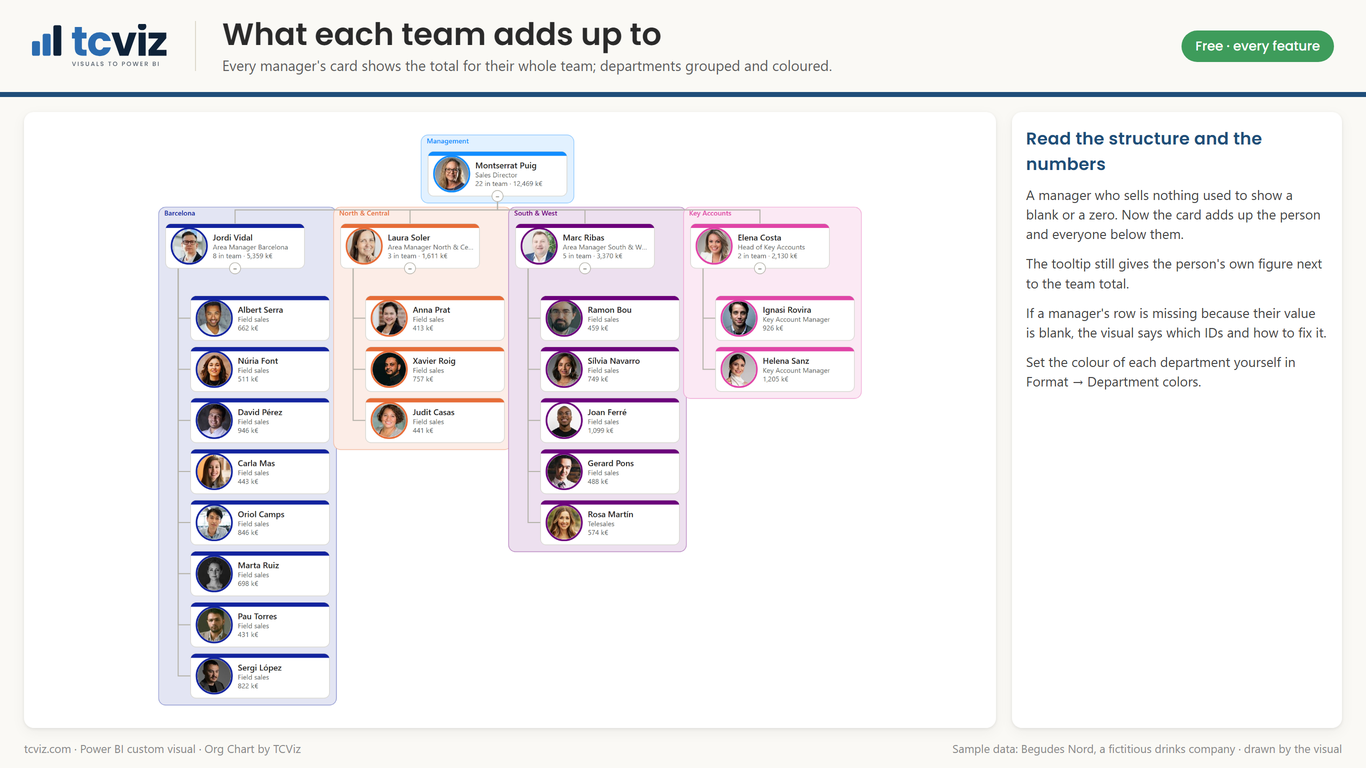 tcviz
VISUALS TO POWER BI
What each team adds up to
Every manager's card shows the total for their whole team; departments grouped and coloured.
Free · every feature
Management
Montserrat Puig
Sales Director
22 in team · 12,469 k€
Barcelona
Jordi Vidal
Area Manager Barcelona
8 in team · 5,359 k€
Albert Serra
Field sales
662 k€
Núria Font
Field sales
511 k€
David Pérez
Field sales
946 k€
Carla Mas
Field sales
443 k€
Oriol Camps
Field sales
846 k€
Marta Ruiz
Field sales
698 k€
Pau Torres
Field sales
431 k€
Sergi López
Field sales
822 k€
North & Central
Laura Soler
Area Manager North & Ce...
3 in team · 1,611 k€
Anna Prat
Field sales
413 k€
Xavier Roig
Field sales
757 k€
Judit Casas
Field sales
441 k€
South & West
Marc Ribas
Area Manager South & W...
5 in team · 3,370 k€
Ramon Bou
Field sales
459 k€
Sílvia Navarro
Field sales
749 k€
Joan Ferré
Field sales
1,099 k€
Gerard Pons
Field sales
488 k€
Rosa Martín
Telesales
574 k€
Key Accounts
Elena Costa
Head of Key Accounts
2 in team · 2,130 k€
Ignasi Rovira
Key Account Manager
926 k€
Helena Sanz
Key Account Manager
1,205 k€
Read the structure and the
numbers
A manager who sells nothing used to show a
blank or a zero. Now the card adds up the person
and everyone below them.
The tooltip still gives the person's own figure next
to the team total.
If a manager's row is missing because their value
is blank, the visual says which IDs and how to fix it.
Set the colour of each department yourself in
Format → Department colors.
tcviz.com · Power BI custom visual · Org Chart by TCViz
Sample data: Begudes Nord, a fictitious drinks company · drawn by the visual